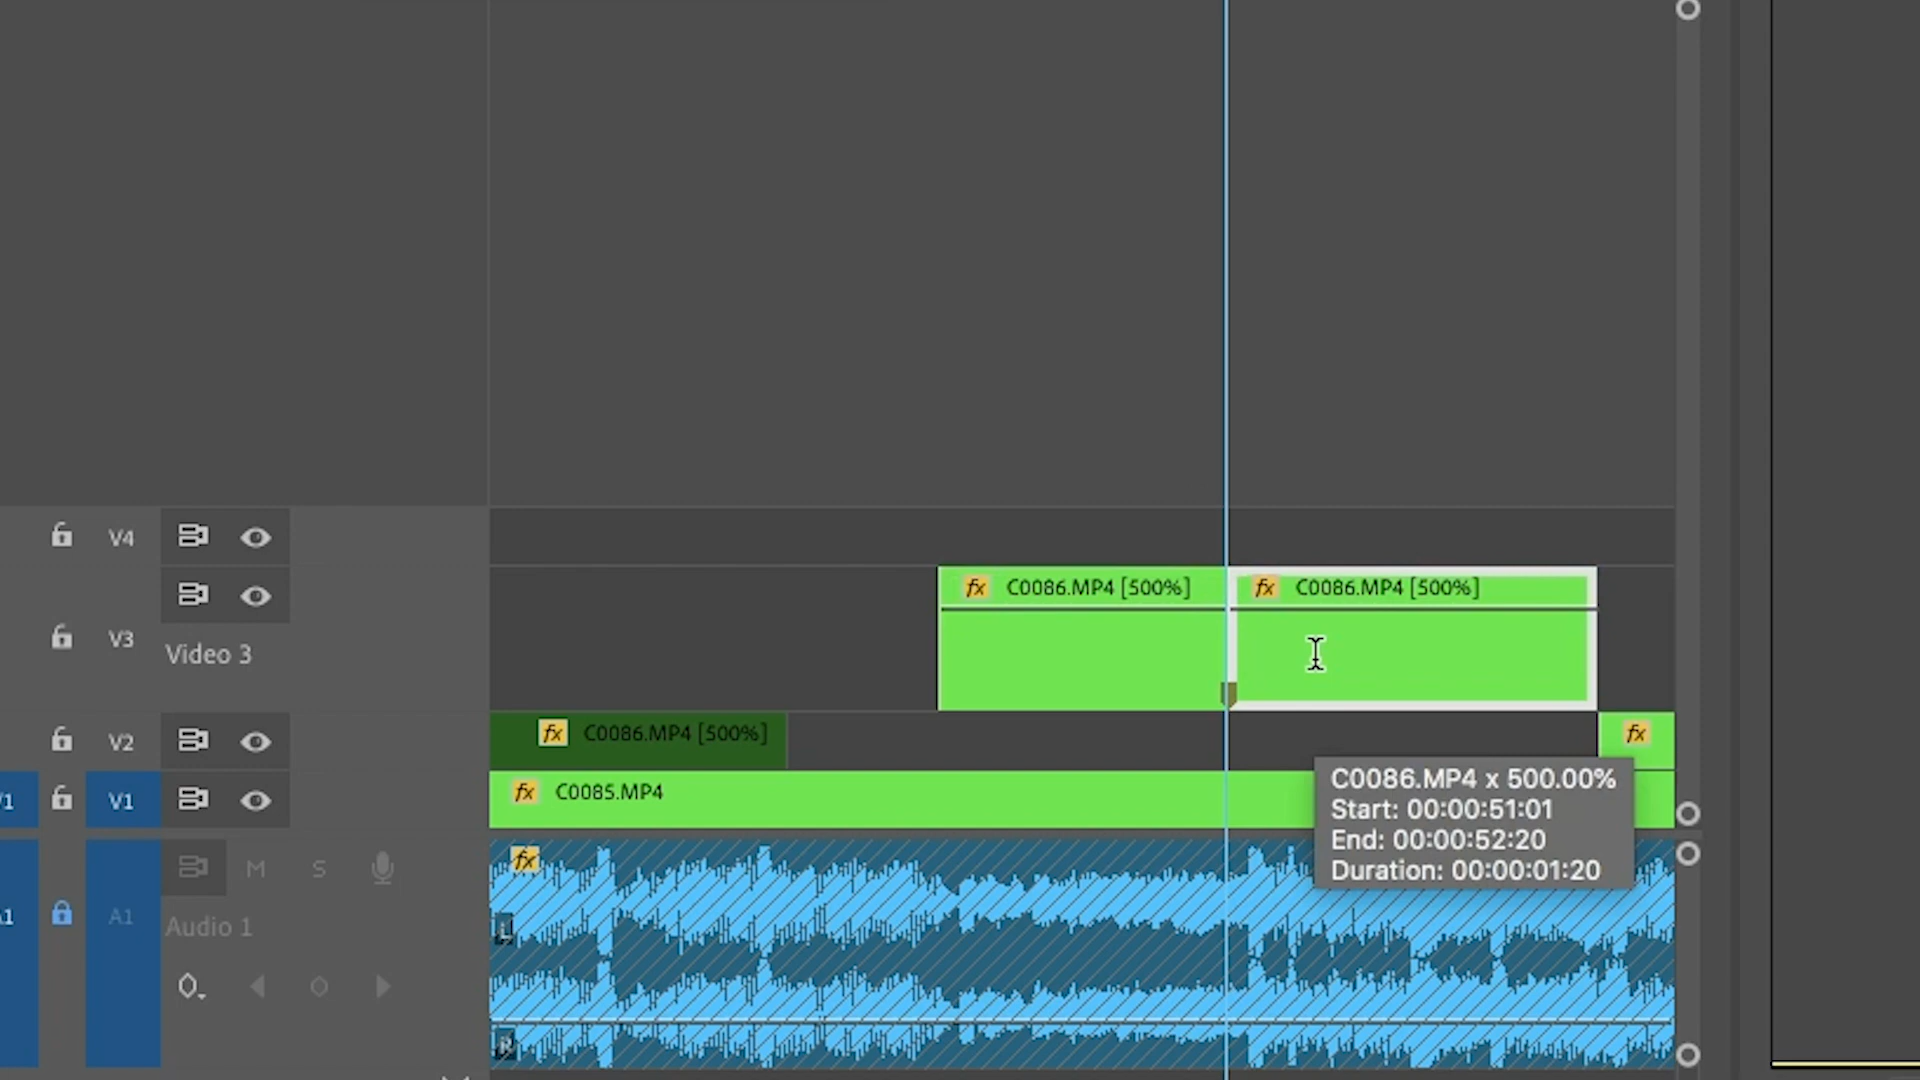 V4
fx C0086.MP4 [500%] fx C0086.MP4 [500%]
V3
Video 3
V2 fx C0086.MP4 [500%] fx
V1 fx C0085.MP4
C0086.MP4 x 500.00%
Start: 00:00:51:01
End: 00:00:52:20
Duration: 00:00:01:20
fx
M S
A1 L
Audio 1
R